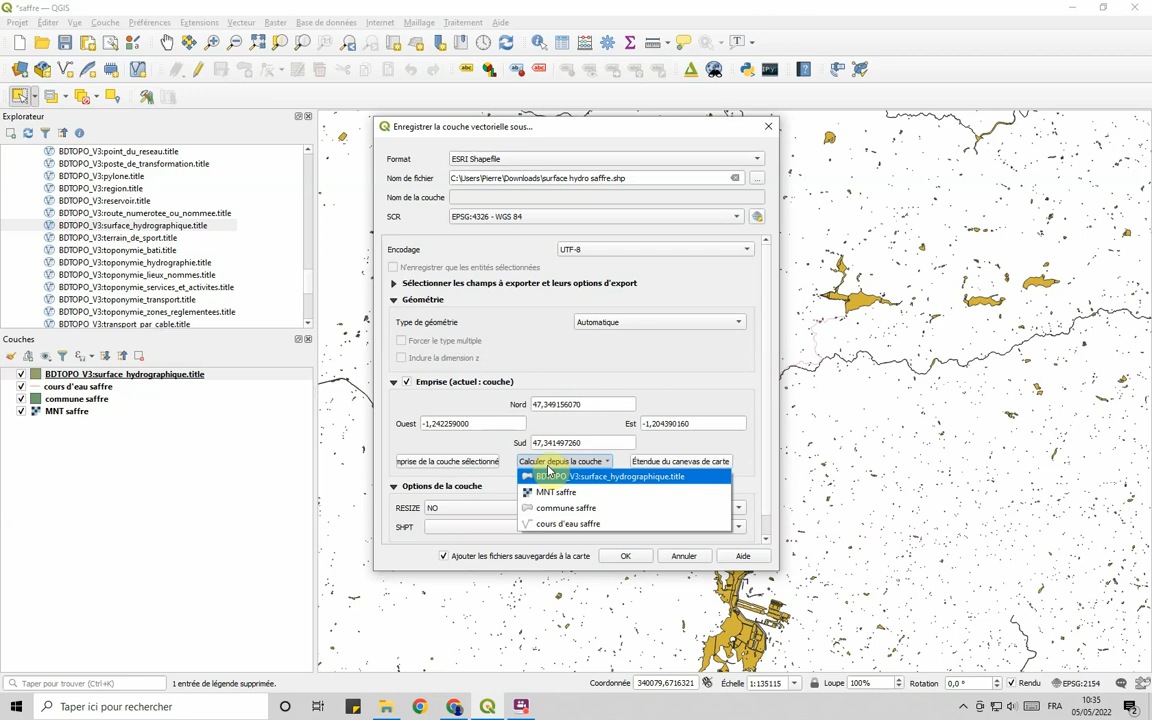 *saffre — QGIS
Projet Éditer Vue Couche Préférences Extensions Vecteur Raster Base de données Internet Maillage Traitement Aide
Explorateur
BDTOPO_V3:point_du_reseau.title
BDTOPO_V3:poste_de_transformation.title
BDTOPO_V3:pylone.title
BDTOPO_V3:region.title
BDTOPO_V3:reservoir.title
BDTOPO_V3:route_numerotee_ou_nommee.title
BDTOPO_V3:surface_hydrographique.title
BDTOPO_V3:terrain_de_sport.title
BDTOPO_V3:toponymie_bati.title
BDTOPO_V3:toponymie_hydrographie.title
BDTOPO_V3:toponymie_lieux_nommes.title
BDTOPO_V3:toponymie_services_et_activites.title
BDTOPO_V3:toponymie_transport.title
BDTOPO_V3:toponymie_zones_reglementees.title
BDTOPO_V3:transport_par_cable.title
Couches
BDTOPO_V3:surface_hydrographique.title
cours d'eau saffre
commune saffre
MNT saffre
Enregistrer la couche vectorielle sous...
Format ESRI Shapefile
Nom de fichier C:\Users\Pierre\Downloads\surface hydro saffre.shp ...
Nom de la couche
SCR EPSG:4326 - WGS 84
Encodage UTF-8
N'enregistrer que les entités sélectionnées
Sélectionner les champs à exporter et leurs options d'export
Géométrie
Type de géométrie Automatique
Forcer le type multiple
Indure la dimension z
Emprise (actuel : couche)
Nord 47,349156070
Ouest -1,242259000 Est -1,204390160
Sud 47,341497260
nprise de la couche sélectionné Calculer depuis la couche Étendue du canevas de carte
BDTOPO_V3:surface_hydrographique.title
MNT saffre
commune saffre
cours d'eau saffre
Options de la couche
RESIZE NO
SHPT
Ajouter les fichiers sauvegardés à la carte OK Annuler Aide
Taper pour trouver (Ctrl+K) 1 entrée de légende supprimée. Coordonnée 340079,6716321 Échelle 1:135115 Loupe 100% Rotation 0,0 ° Rendu EPSG:2154
Taper ici pour rechercher FRA 10:35
05/05/2022